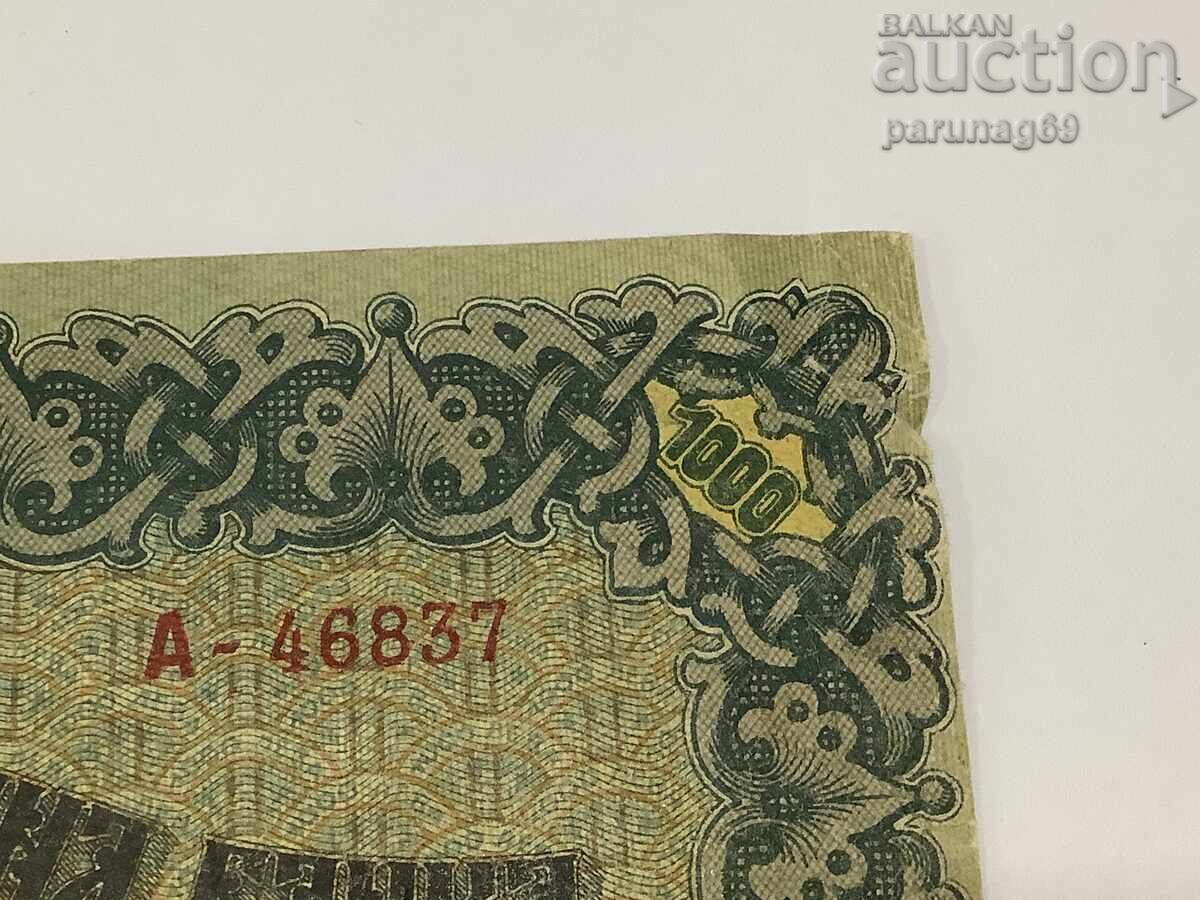 BALKAN
auction
parunag69
1000
A - 46837